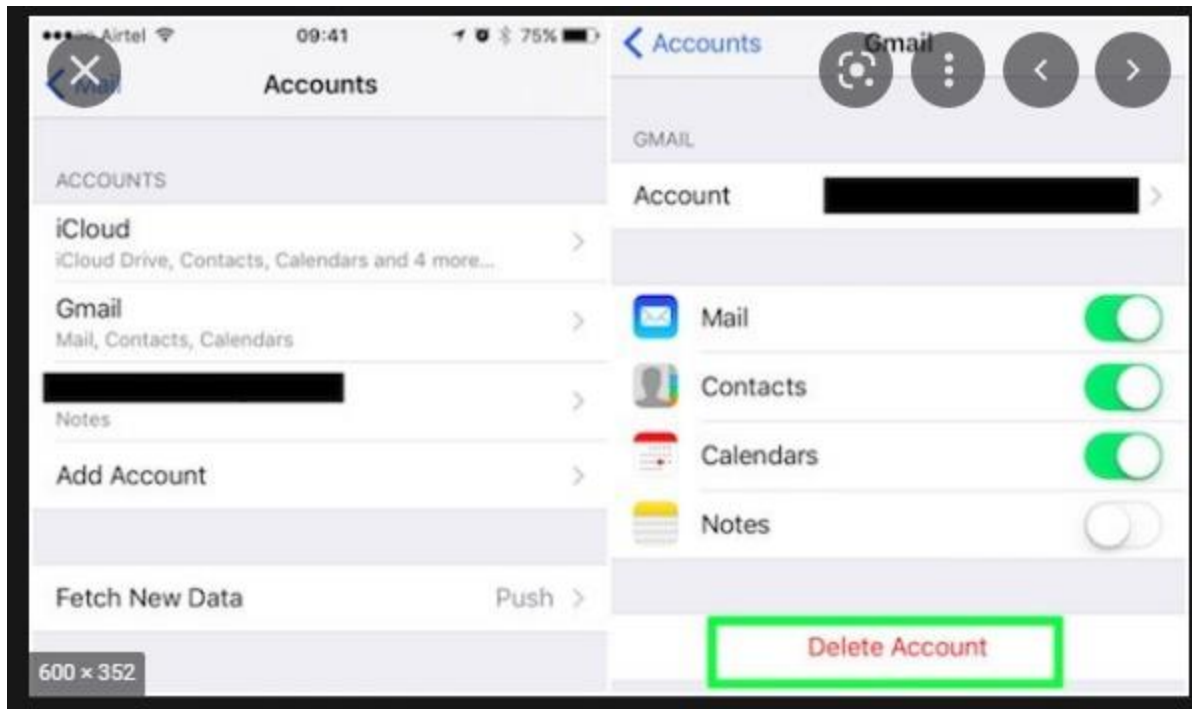 Airtel 09:41 75%
Mail Accounts
ACCOUNTS
iCloud
iCloud Drive, Contacts, Calendars and 4 more...
Gmail
Mail, Contacts, Calendars
Notes
Add Account
Fetch New Data Push
600 × 352
Accounts Gmail
GMAIL
Account
Mail
Contacts
Calendars
Notes
Delete Account